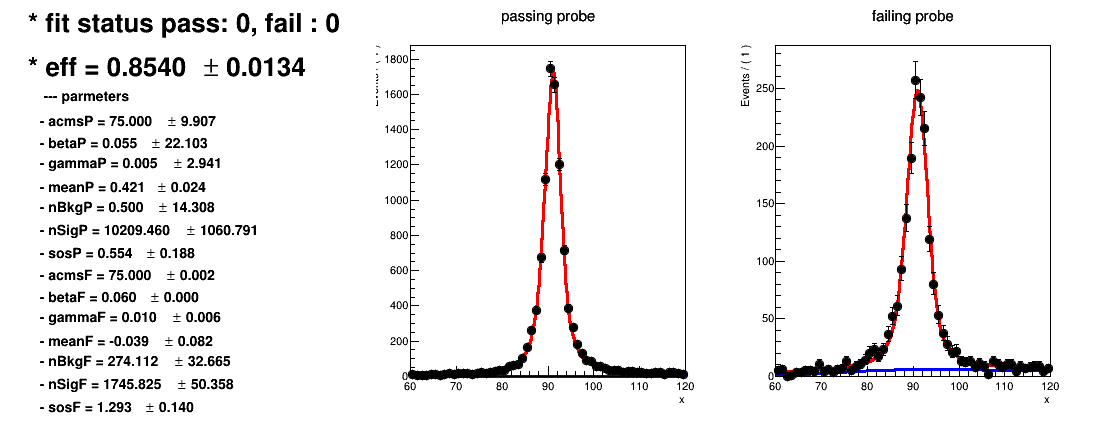 * fit status pass: 0, fail : 0
* eff = 0.8540 ± 0.0134
--- parmeters
- acmsP = 75.000 ± 9.907
- betaP = 0.055 ± 22.103
- gammaP = 0.005 ± 2.941
- meanP = 0.421 ± 0.024
- nBkgP = 0.500 ± 14.308
- nSigP = 10209.460 ± 1060.791
- sosP = 0.554 ± 0.188
- acmsF = 75.000 ± 0.002
- betaF = 0.060 ± 0.000
- gammaF = 0.010 ± 0.006
- meanF = -0.039 ± 0.082
- nBkgF = 274.112 ± 32.665
- nSigF = 1745.825 ± 50.358
- sosF = 1.293 ± 0.140
passing probe
1800
1600
1400
1200
1000
800
600
400
200
0
60 70 80 90 100 110 120
x
failing probe
Events / ( 1 )
250
200
150
100
50
0
60 70 80 90 100 110 120
x